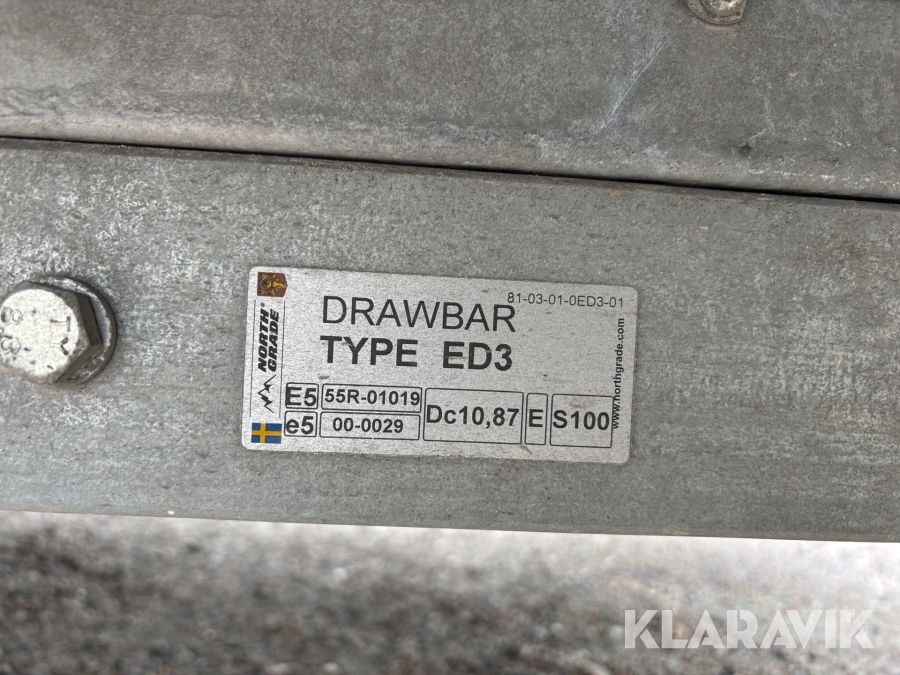 81-03-01-0ED3-01
DRAWBAR
TYPE ED3
NORTH®
GRADE
E5 55R-01019
e5 00-0029
Dc10,87 E S100
www.northgrade.com
KLARAVIK